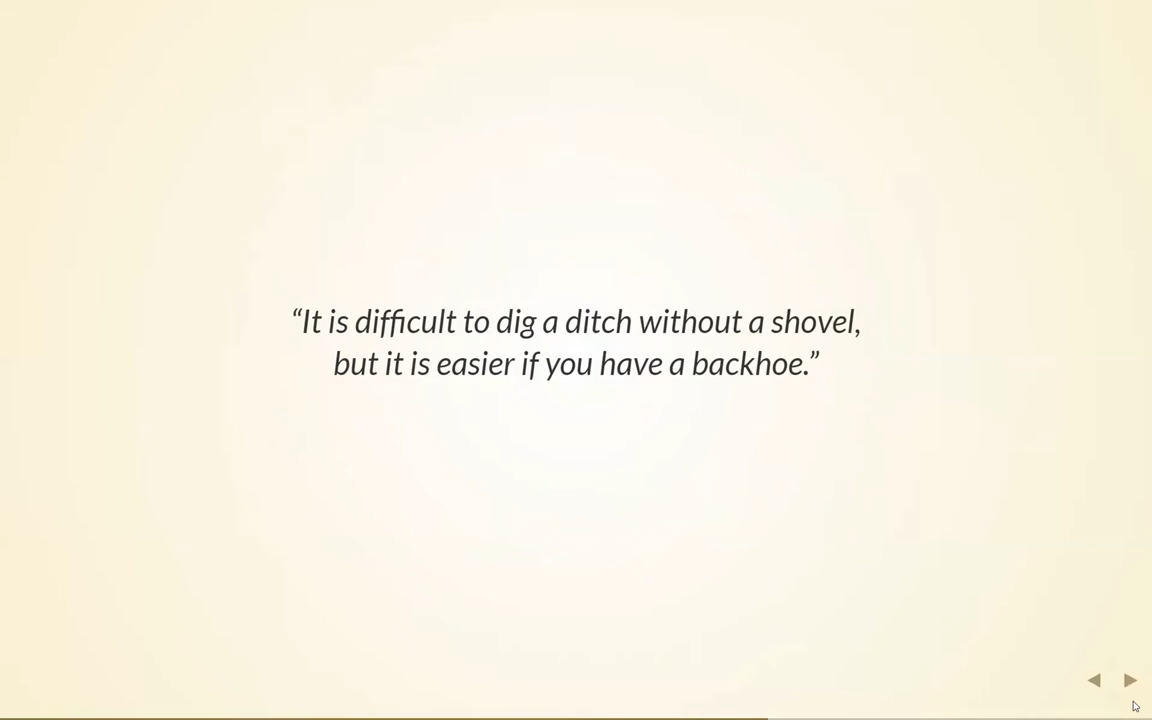 “It is difficult to dig a ditch without a shovel,
but it is easier if you have a backhoe.”